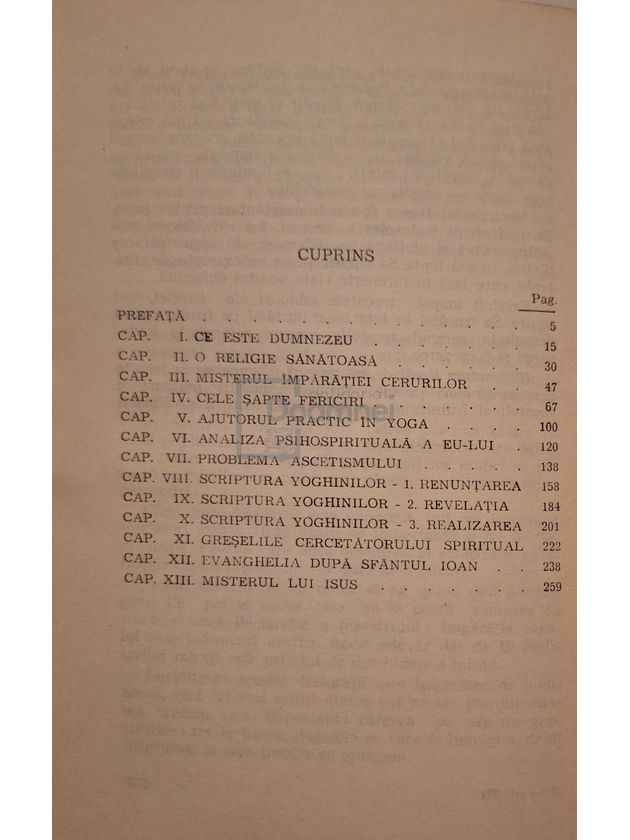 CUPRINS
Pag.
PREFAȚĂ . . . . . . . . . . . . 5
CAP. I. CE ESTE DUMNEZEU . . . . . . 15
CAP. II. O RELIGIE SĂNĂTOASĂ . . . . . 30
CAP. III. MISTERUL ÎMPĂRĂȚIEI CERURILOR . . 47
CAP. IV. CELE ȘAPTE FERICIRI . . . . . 67
CAP. V. AJUTORUL PRACTIC ÎN YOGA . . . . 100
CAP. VI. ANALIZA PSIHOSPIRITUALĂ A EU-LUI . 120
CAP. VII. PROBLEMA ASCETISMULUI . . . . 138
CAP. VIII. SCRIPTURA YOGHINILOR - 1. RENUNȚAREA 158
CAP. IX. SCRIPTURA YOGHINILOR - 2. REVELAȚIA 184
CAP. X. SCRIPTURA YOGHINILOR - 3. REALIZAREA 201
CAP. XI. GREȘELILE CERCETĂTORULUI SPIRITUAL 222
CAP. XII. EVANGHELIA DUPĂ SFÂNTUL IOAN . . 238
CAP. XIII. MISTERUL LUI ISUS . . . . . . 259
Doamnei